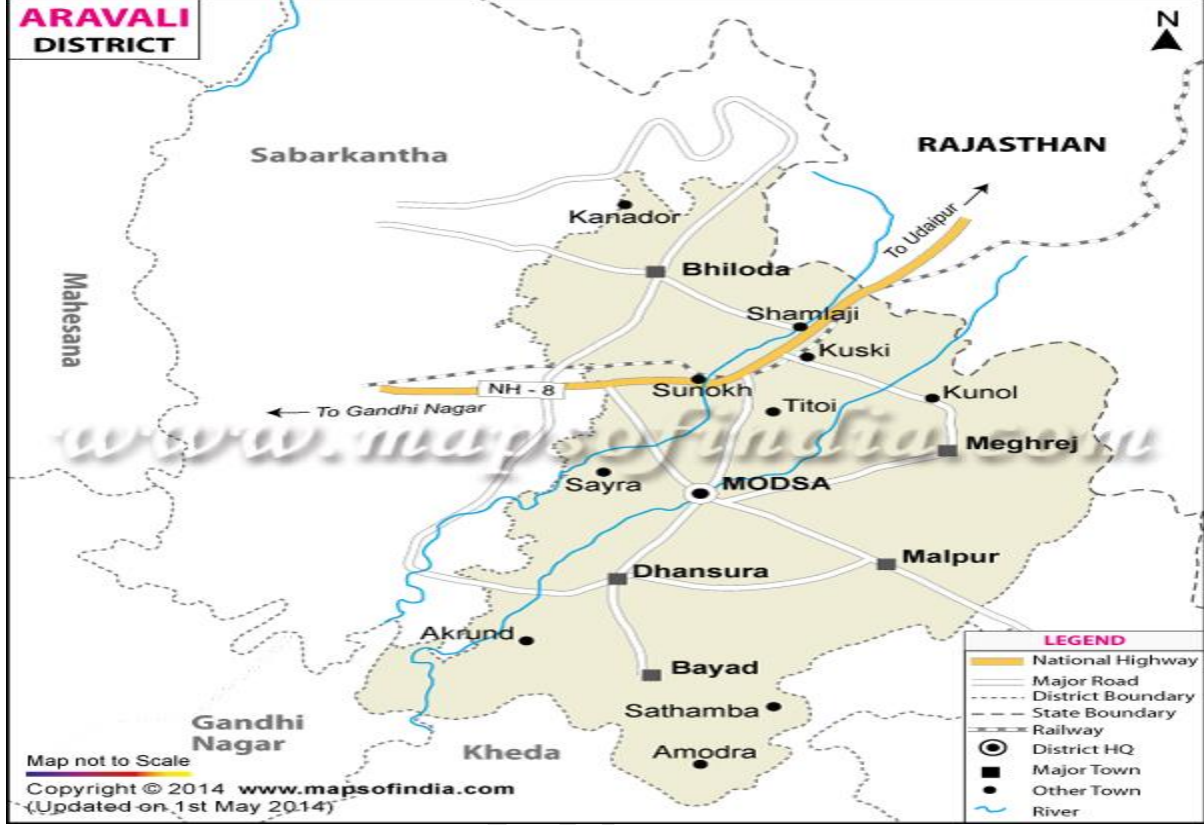 ARAVALI
DISTRICT
N
Sabarkantha
RAJASTHAN
Kanador
To Udaipur
Bhiloda
Mahesana
Shamlaji
Kuski
NH - 8
Sunokh
Kunol
To Gandhi Nagar
Titoi
www.mapsofindia.com
Meghrej
Sayra
MODSA
Malpur
Dhansura
Akrund
Bayad
Sathamba
Gandhi
Nagar
Kheda
Amodra
LEGEND
National Highway
Major Road
District Boundary
State Boundary
Railway
District HQ
Major Town
Other Town
River
Map not to Scale
Copyright © 2014 www.mapsofindia.com
(Updated on 1st May 2014)